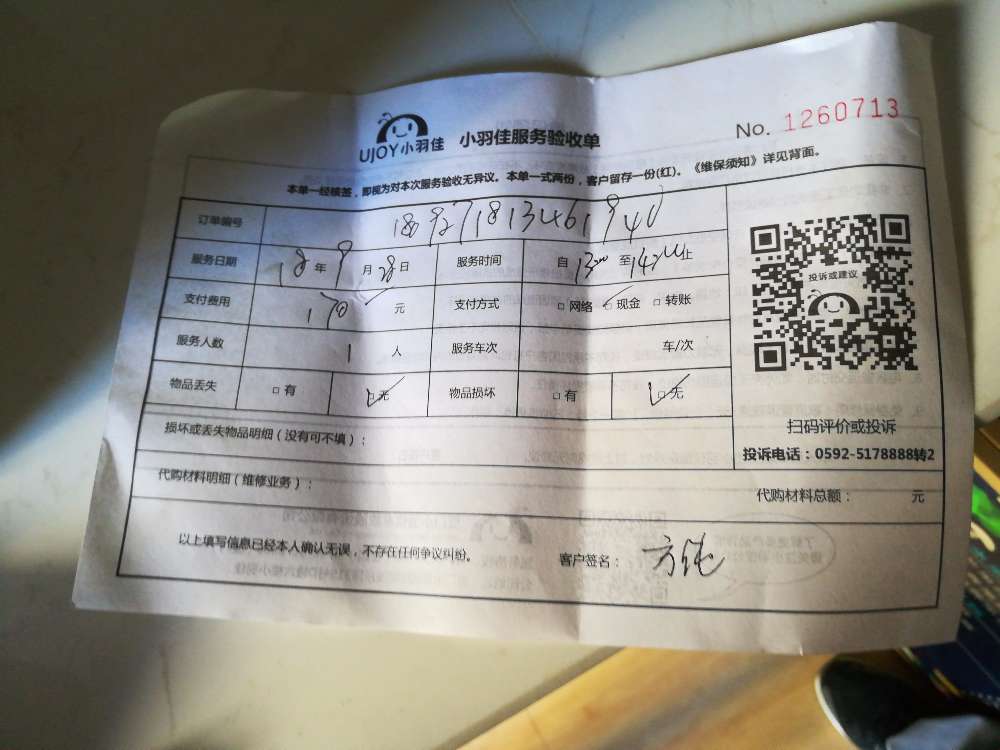 UJOY小羽佳 小羽佳服务验收单 No. 1260713
本单一经核签，即视为对本次服务验收无异议。本单一式两份，客户留存一份(红)。《维保须知》详见背面。
订单编号
服务日期 18 年 9 月 28 日 服务时间 自 13:00 至 止
支付费用 170 元 支付方式 □网络 □现金 □转账
服务人数 1 人 服务车次 车/次
物品丢失 □有 □无 物品损坏 □有 □无
投诉或建议
扫码评价或投诉
投诉电话：0592-5178888转2
损坏或丢失物品明细（没有可不填）：
代购材料明细（维修业务）： 代购材料总额： 元
以上填写信息已经本人确认无误，不存在任何争议纠纷。 客户签名： 方